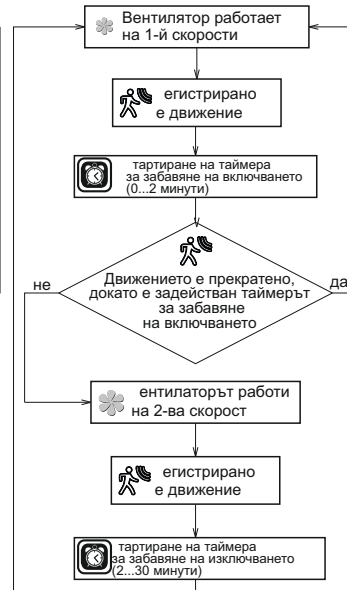 Вентилятор работает
на 1-й скорости
егистрирано
е движение
тартиране на таймера
за забавяне на включването
(0...2 минути)
Движението е прекратено,
докато е задействан таймерът
за забавяне
на включването
не
да
ентилаторът работи
на 2-ва скорост
егистрирано
е движение
тартиране на таймера
за забавяне на изключването
(2...30 минути)